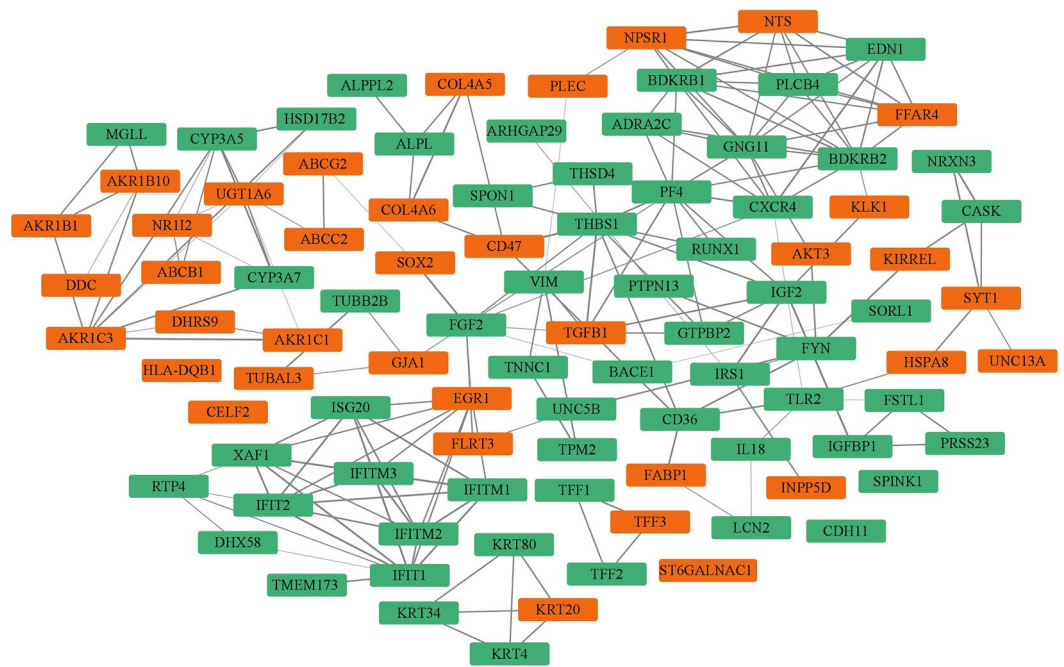 NTS
NPSR1
EDN1
BDKRB1
PLCB4
ALPPL2
COL4A5
PLEC
FFAR4
HSD17B2
ADRA2C
MGLL
CYP3A5
ARHGAP29
ALPL
GNG11
BDKRB2
NRXN3
ABCG2
THSD4
AKR1B10
UGT1A6
SPON1
PF4
COL4A6
CXCR4
KLK1
CASK
AKR1B1
NR1I2
THBS1
ABCC2
CD47
RUNX1
AKT3
SOX2
KIRREL
ABCB1
CYP3A7
DDC
VIM
PTPN13
IGF2
TUBB2B
SYT1
SORL1
DHRS9
FGF2
AKR1C3
AKR1C1
TGFB1
GTPBP2
FYN
GJA1
HSPA8
UNC13A
HLA-DQB1
TUBAL3
TNNC1
BACE1
IRS1
EGR1
TLR2
FSTL1
CELF2
ISG20
UNC5B
CD36
FLRT3
XAF1
TPM2
IL18
IGFBP1
PRSS23
IFITM3
RTP4
IFITM1
FABP1
INPP5D
SPINK1
IFIT2
TFF1
TFF3
LCN2
CDH11
DHX58
IFITM2
KRT80
TMEM173
IFIT1
TFF2
ST6GALNAC1
KRT34
KRT20
KRT4